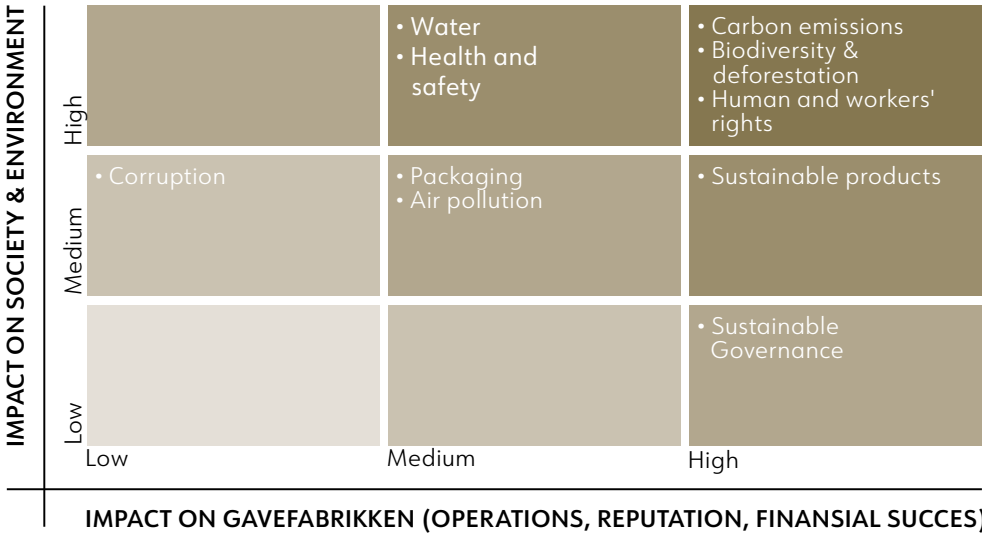 IMPACT ON SOCIETY & ENVIRONMENT
High
• Water
• Health and
safety
• Carbon emissions
• Biodiversity &
deforestation
• Human and workers'
rights
Medium
• Corruption
• Packaging
• Air pollution
• Sustainable products
Low
• Sustainable
Governance
Low
Medium
High
IMPACT ON GAVEFABRIKKEN (OPERATIONS, REPUTATION, FINANSIAL SUCCES)